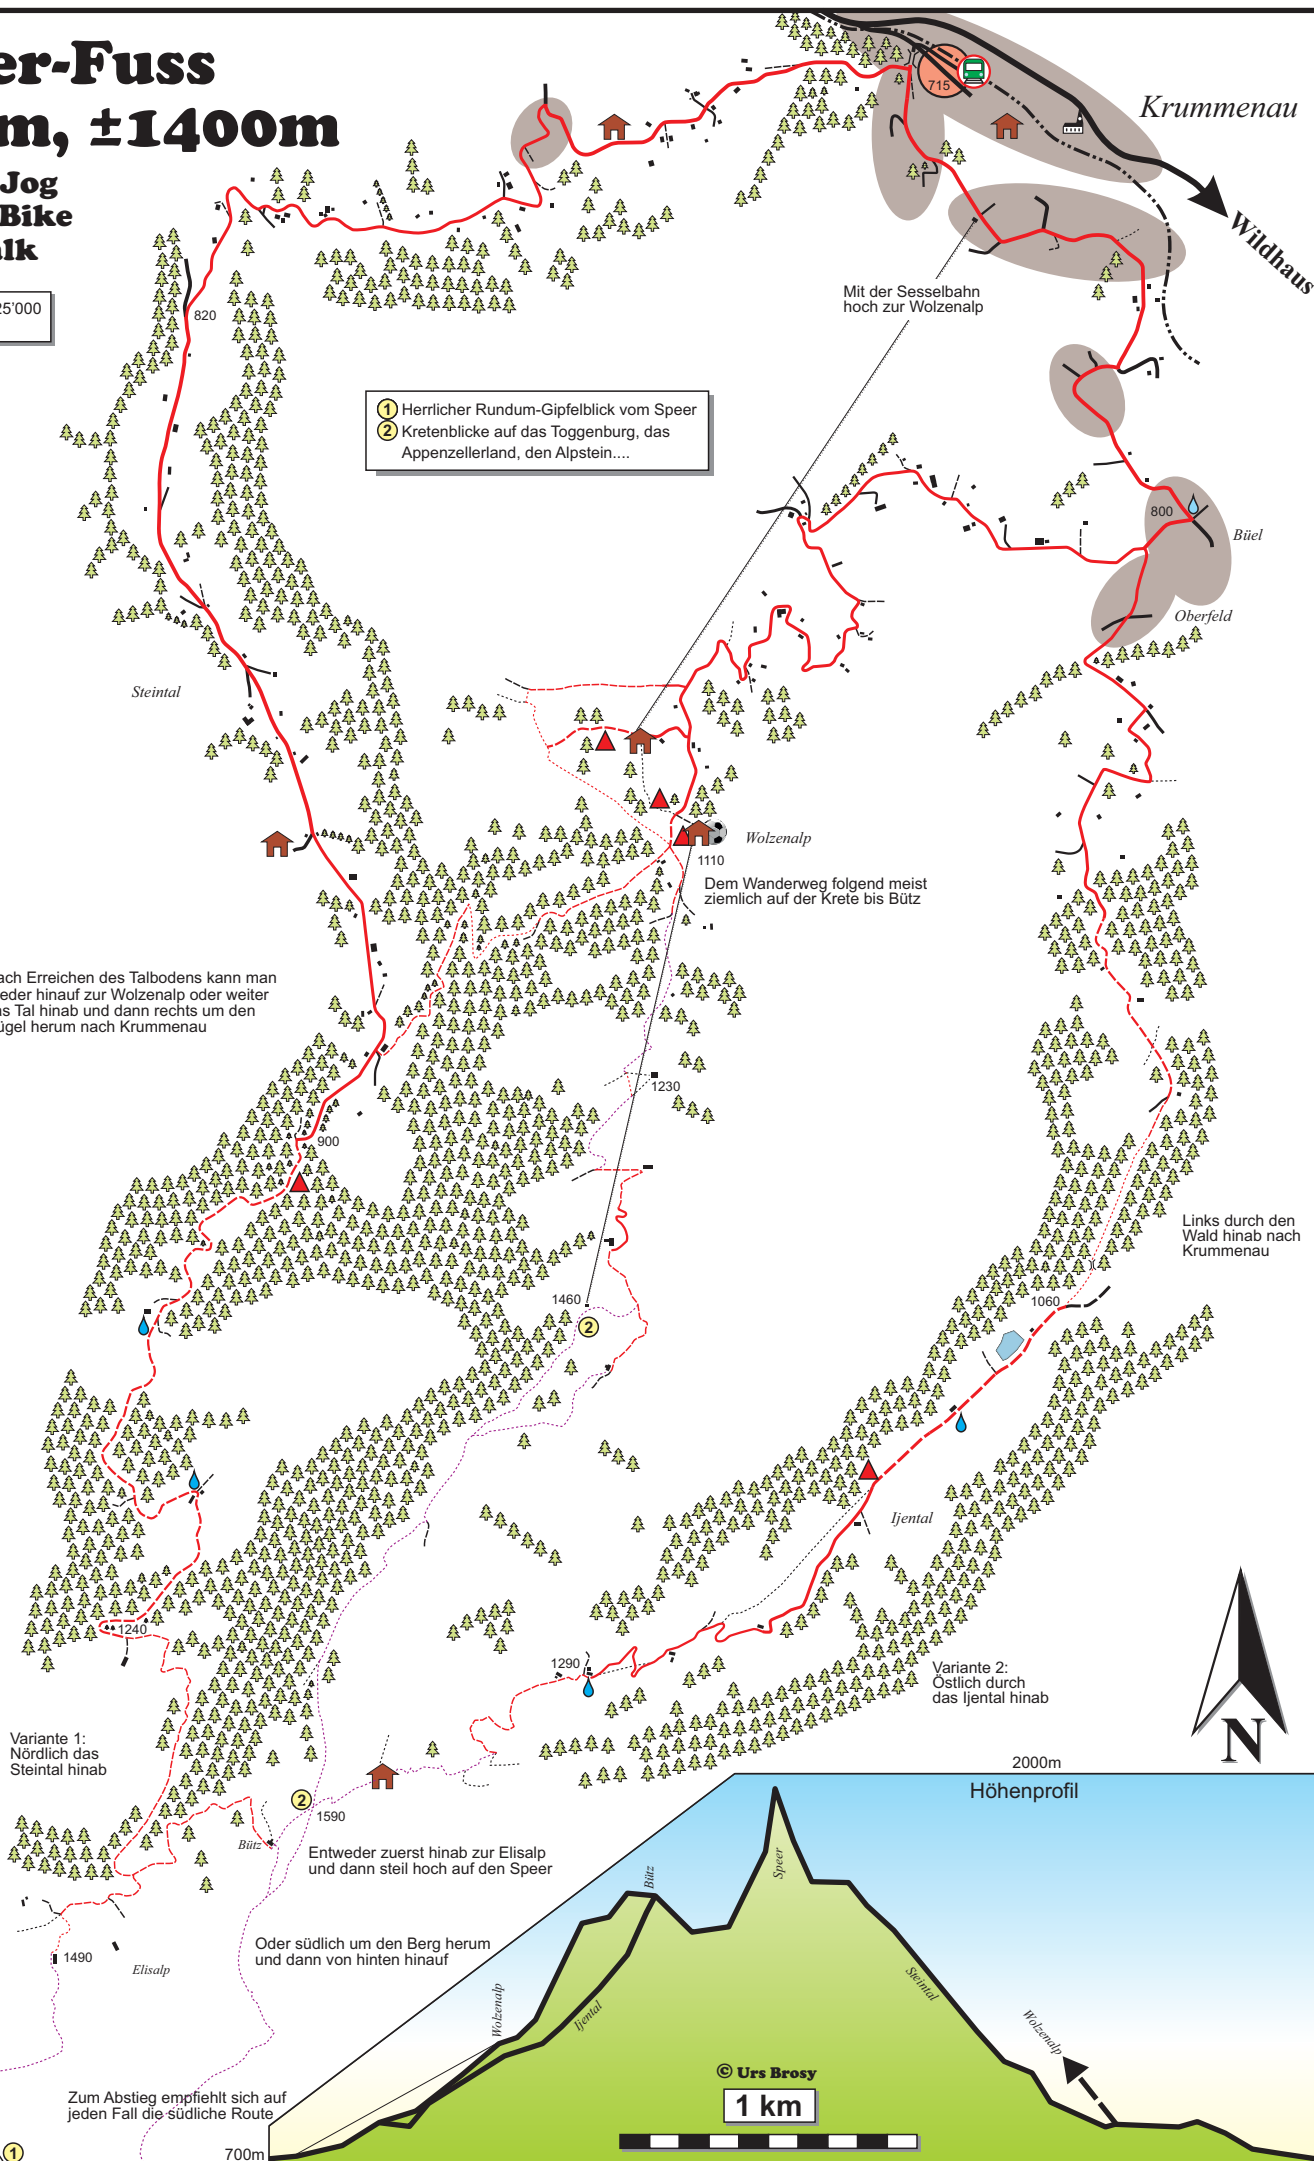 er-Fuss
m, ±1400m
Jog
Bike
alk
25'000
715
Krummenau
Wildhaus
Mit der Sesselbahn
hoch zur Wolzenalp
820
1 Herrlicher Rundum-Gipfelblick vom Speer
2 Kretenblicke auf das Toggenburg, das
Appenzellerland, den Alpstein....
800
Büel
Oberfeld
Steintal
Wolzenalp
1110
Dem Wanderweg folgend meist
ziemlich auf der Krete bis Bütz
ach Erreichen des Talbodens kann man
eder hinauf zur Wolzenalp oder weiter
as Tal hinab und dann rechts um den
ügel herum nach Krummenau
1230
900
Links durch den
Wald hinab nach
Krummenau
1460
2
1060
Ijental
1240
1290
Variante 2:
Östlich durch
das Ijental hinab
N
Variante 1:
Nördlich das
Steintal hinab
2
1590
Bütz
Entweder zuerst hinab zur Elisalp
und dann steil hoch auf den Speer
Oder südlich um den Berg herum
und dann von hinten hinauf
1490
Elisalp
Zum Abstieg empfiehlt sich auf
jeden Fall die südliche Route
1
2000m
Höhenprofil
Wolzenalp
Ijental
Bütz
Speer
Steintal
Wolzenalp
© Urs Brosy
1 km
700m